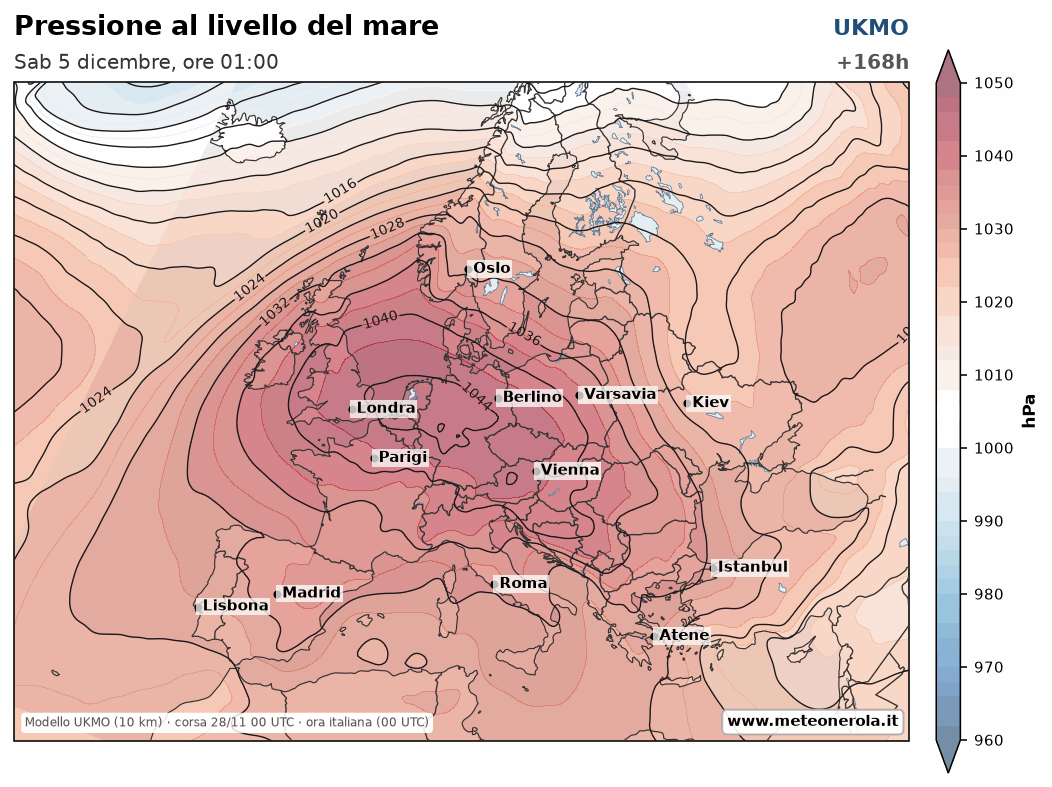 Pressione al livello del mare
UKMO
Sab 5 dicembre, ore 01:00
+168h
1050
1040
1030
1020
1010
1000
990
980
970
960
hPa
1016
1020
1028
1024
1032
1040
1036
1044
1024
Oslo
Londra
Berlino
Varsavia
Kiev
Parigi
Vienna
Istanbul
Roma
Madrid
Lisbona
Atene
Modello UKMO (10 km) · corsa 28/11 00 UTC · ora italiana (00 UTC)
www.meteonerola.it